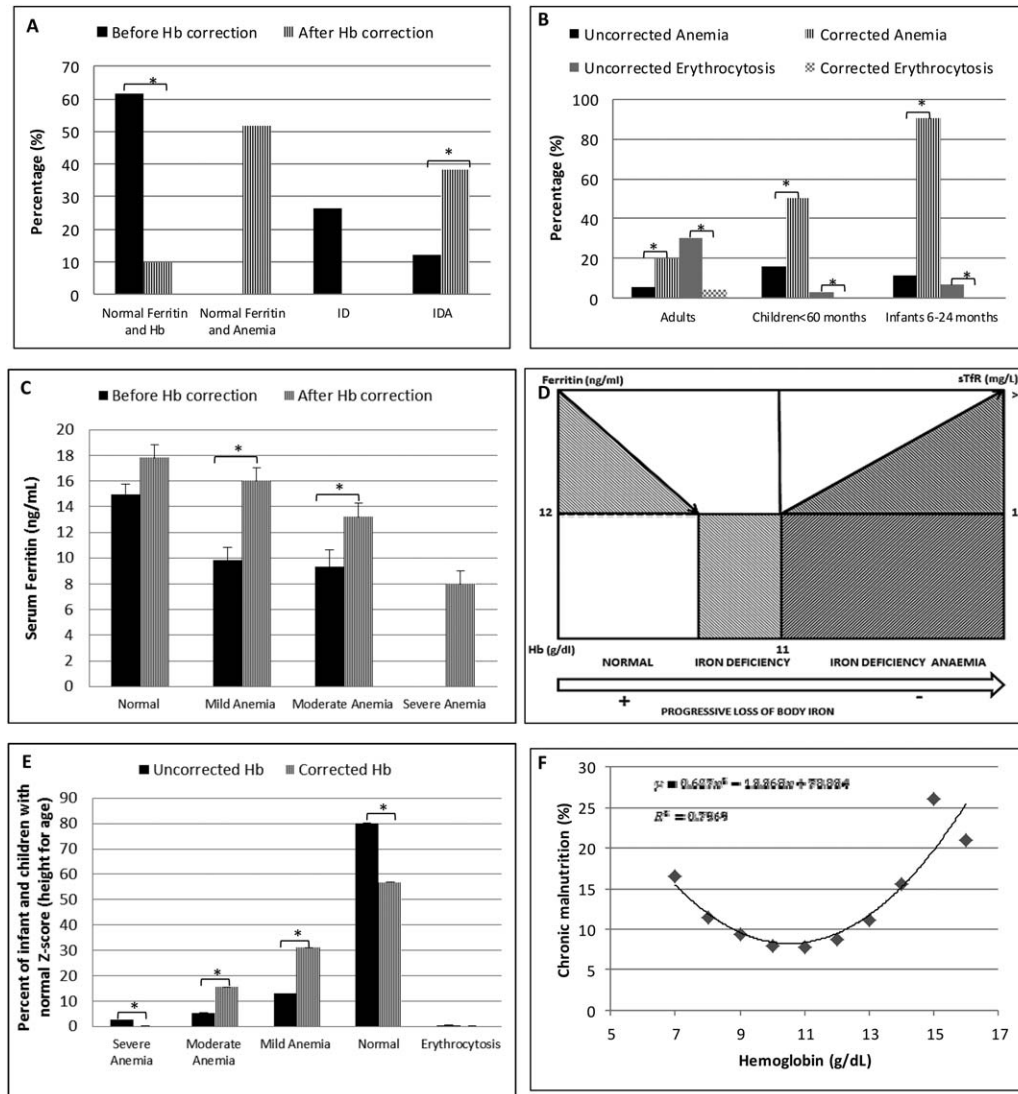 A
Before Hb correction After Hb correction
Percentage (%)
70
60
50
40
30
20
10
0
*
*
Normal Ferritin and Hb
Normal Ferritin and Anemia
ID
IDA
B
Uncorrected Anemia Corrected Anemia
Uncorrected Erythrocytosis Corrected Erythrocytosis
Percentage (%)
100
80
60
40
20
0
* *
* *
* *
Adults Children<60 months Infants 6-24 months
C
Before Hb correction After Hb correction
Serum Ferritin (ng/mL)
20
18
16
14
12
10
8
6
4
2
0
* *
Normal Mild Anemia Moderate Anemia Severe Anemia
D
Ferritin (ng/ml) sTfR (mg/L)
>
12 1
Hb (g/dl) 11
NORMAL IRON DEFICIENCY IRON DEFICIENCY ANAEMIA
+ -
PROGRESSIVE LOSS OF BODY IRON
E
Uncorrected Hb Corrected Hb
Percent of infant and children with
normal Z-score (height for age)
90
80
70
60
50
40
30
20
10
0
* * * *
Severe Anemia
Moderate Anemia
Mild Anemia
Normal
Erythrocytosis
F
Chronic malnutrition (%)
30
25
20
15
10
5
0
5 7 9 11 13 15 17
Hemoglobin (g/dL)